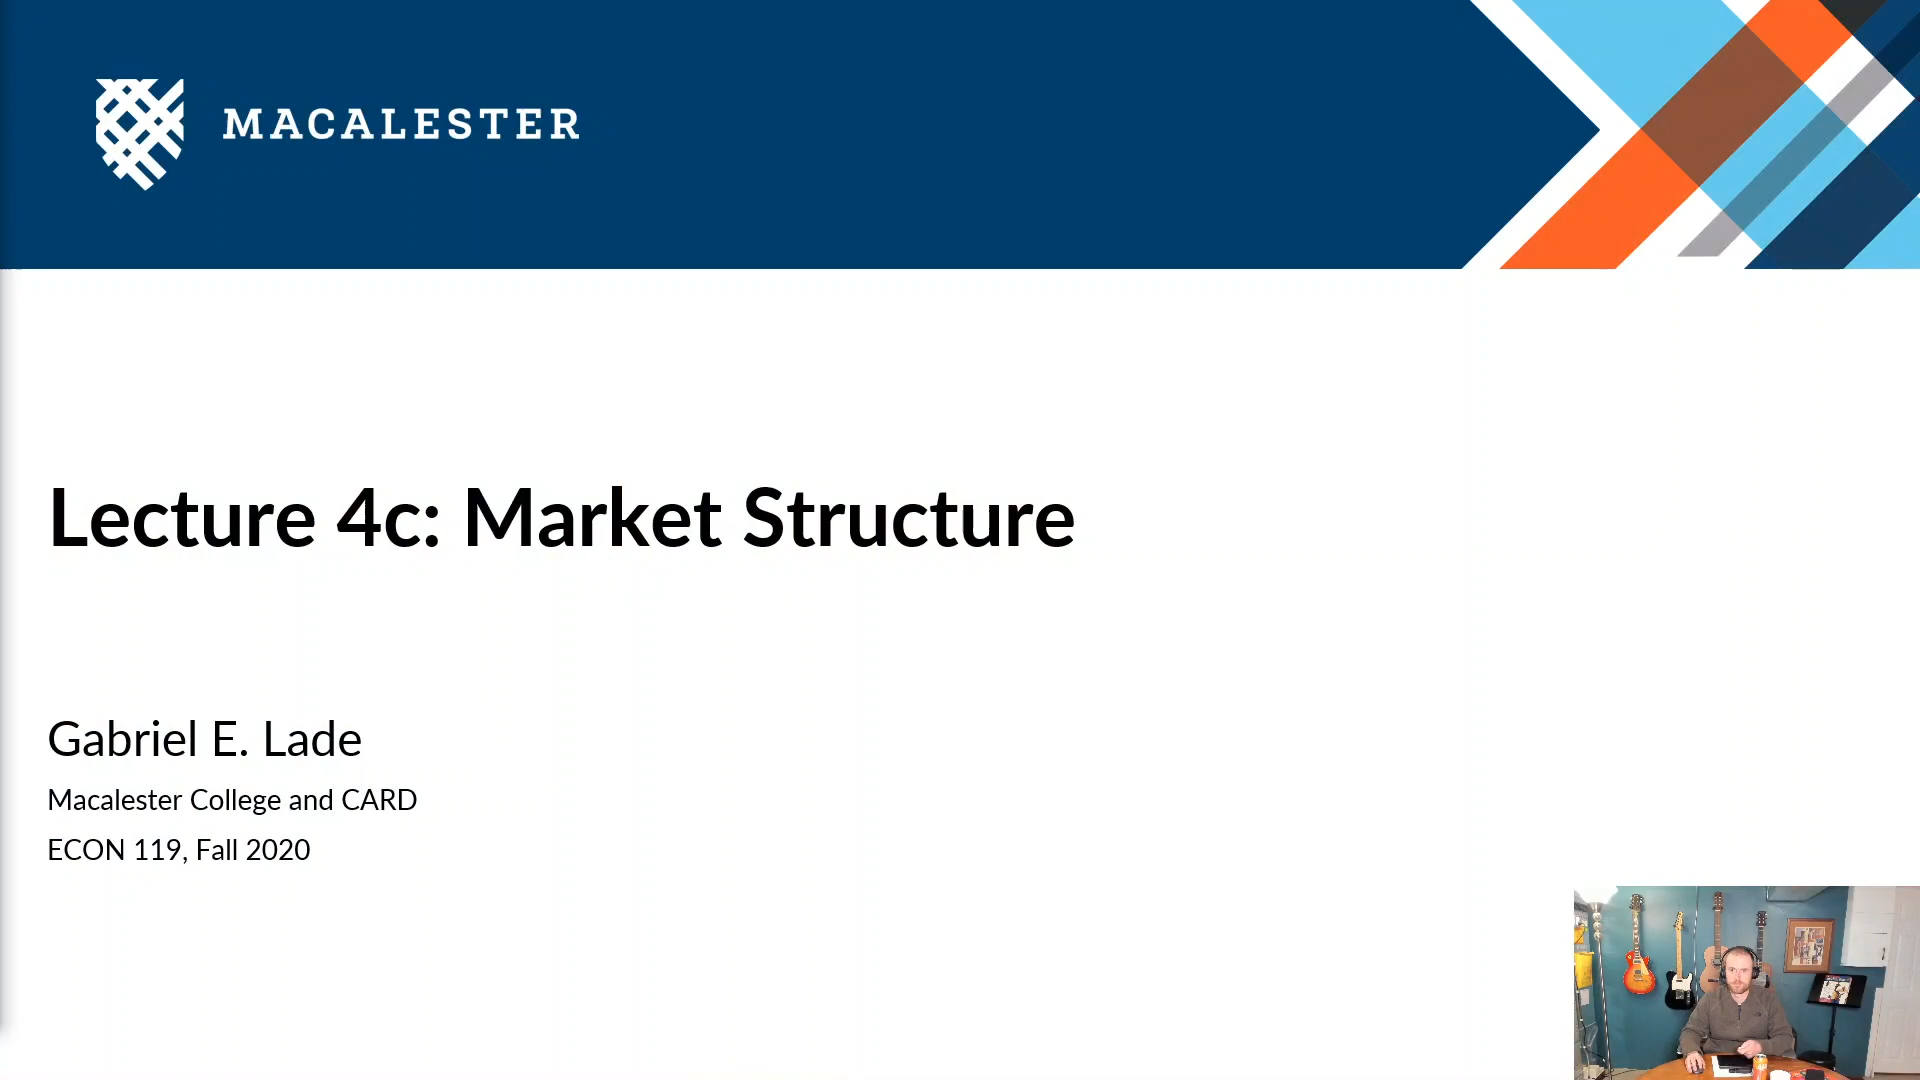 MACALESTER
Lecture 4c: Market Structure
Gabriel E. Lade
Macalester College and CARD
ECON 119, Fall 2020